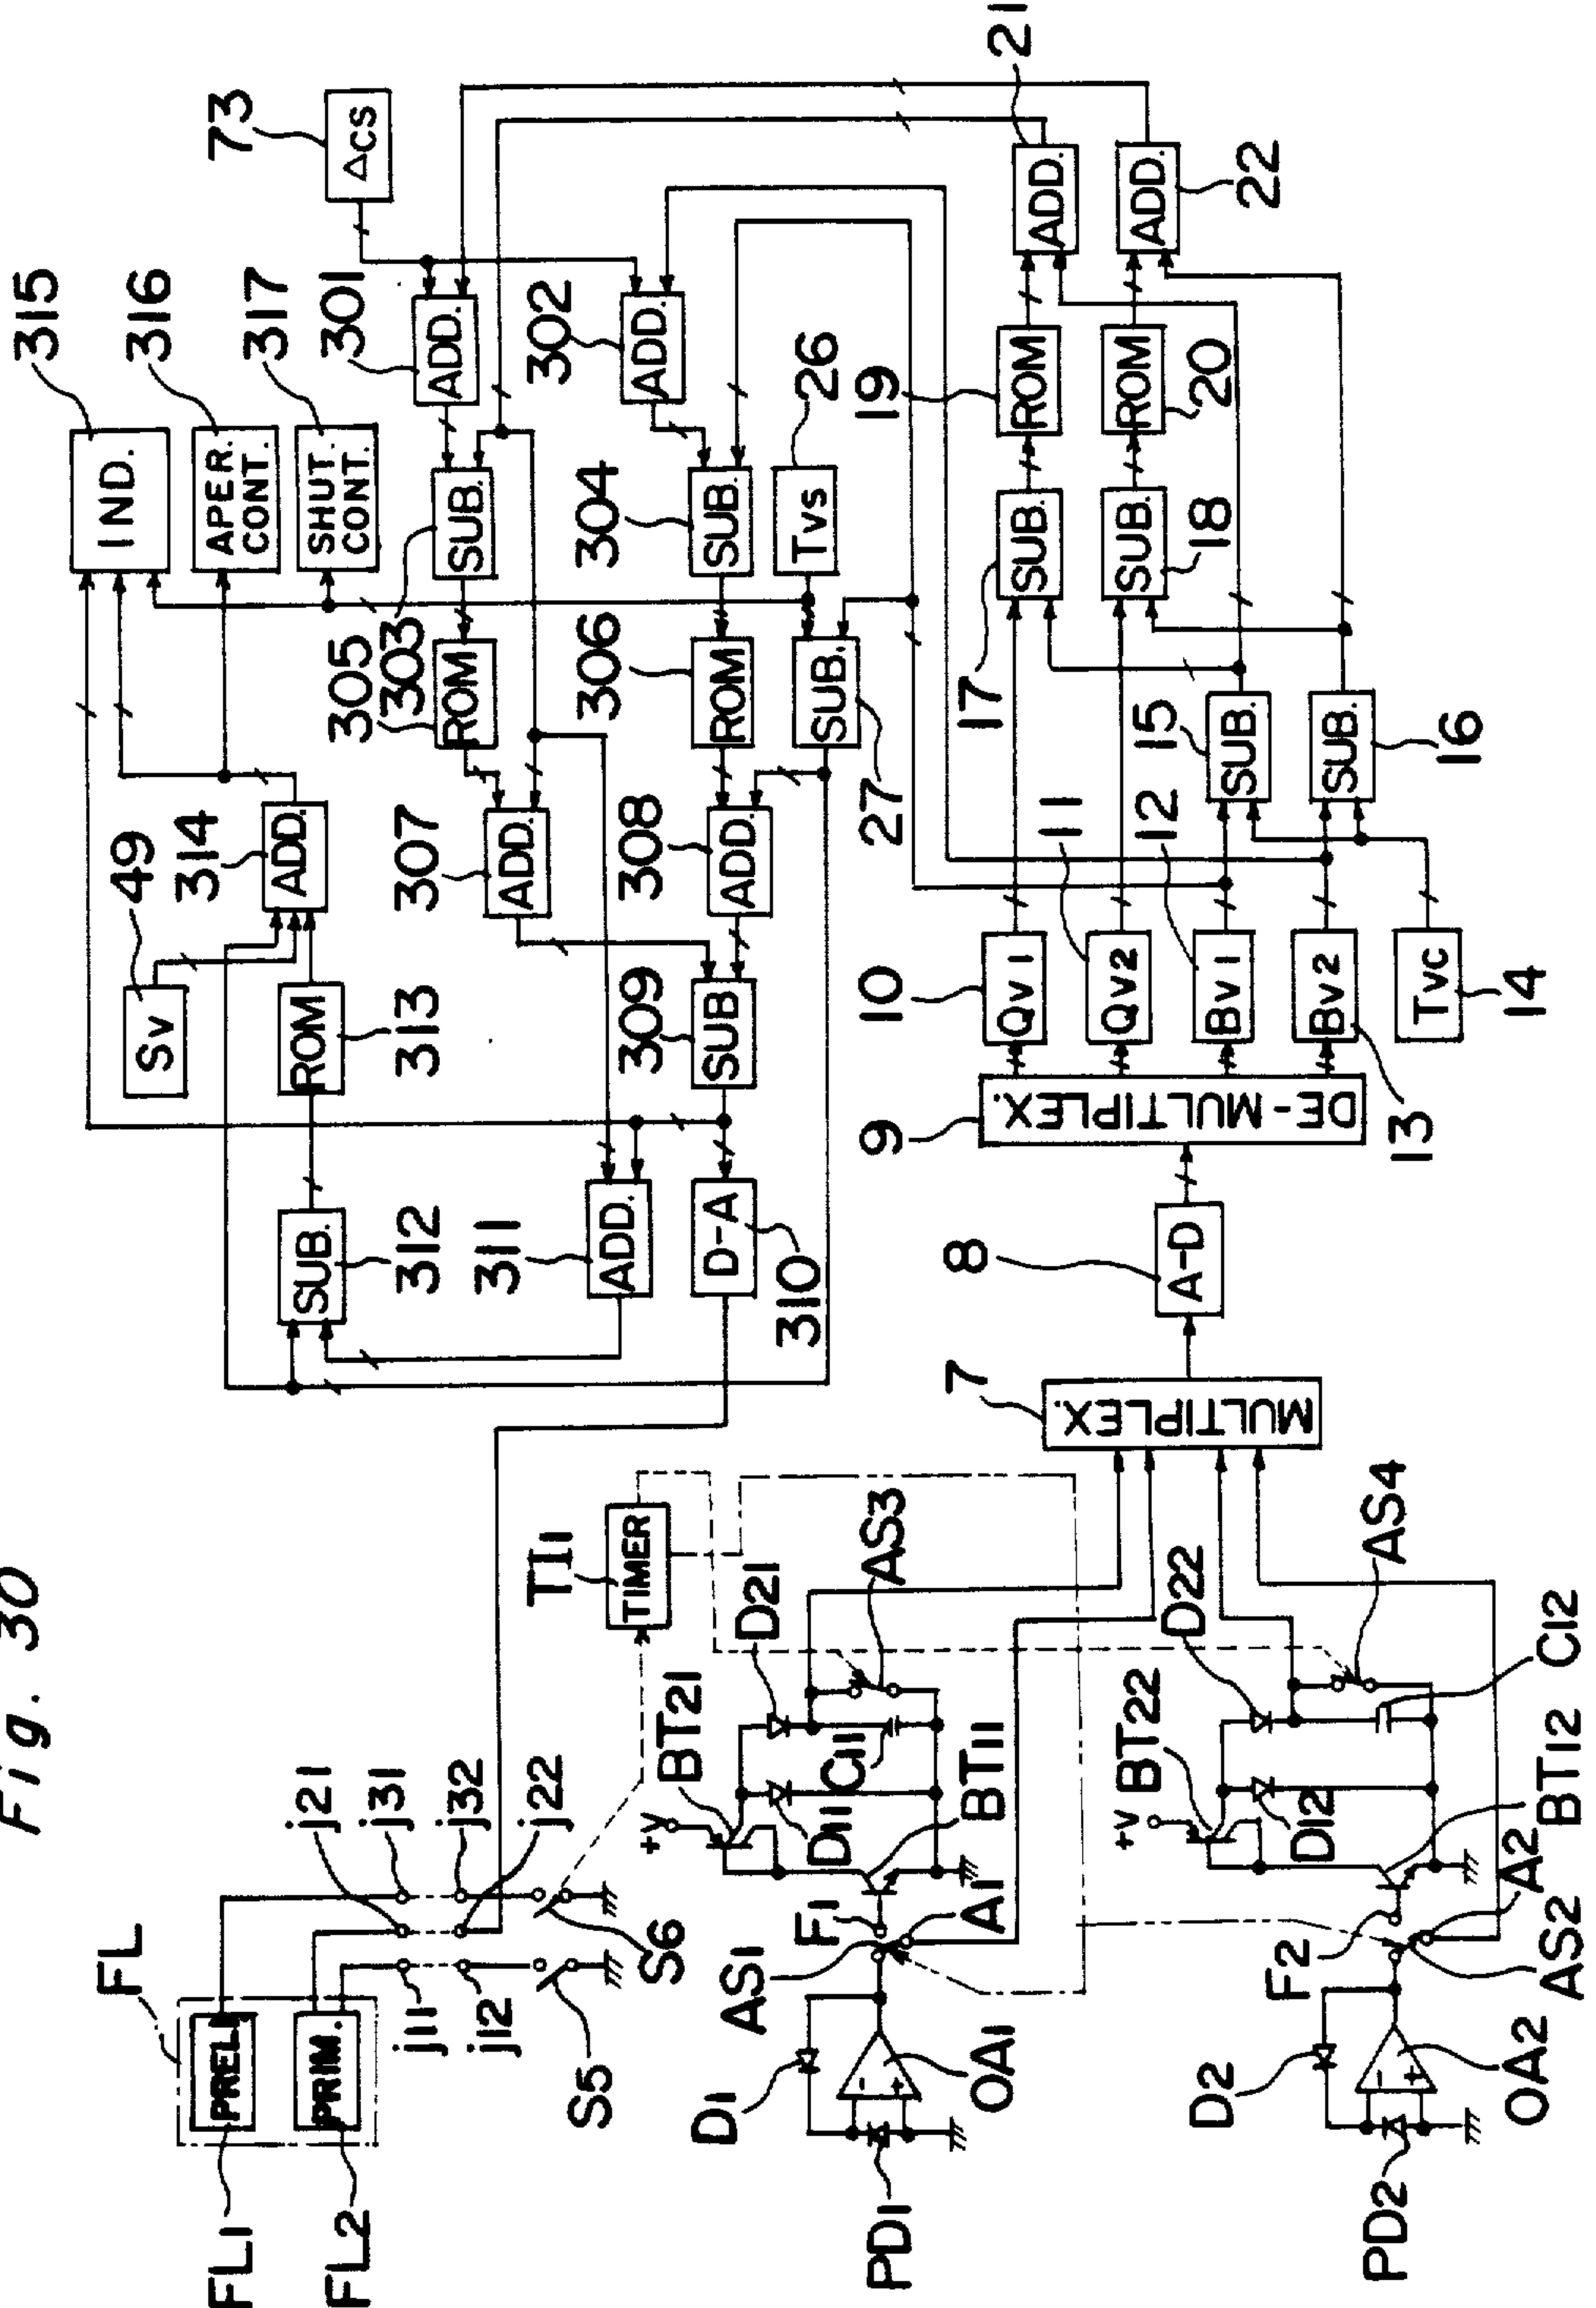 Fig. 30
315
IND.
316
APER.
CONT.
317
SHUT.
CONT.
73
ΔCS
301
ADD.
302
ADD.
49
Sv
314
ADD.
313
ROM
312
SUB.
311
ADD.
310
D-A
309
SUB
307
ADD.
308
ADD.
305
ROM
303
SUB.
306
ROM
304
SUB.
26
Tvs
27
SUB.
21
ADD.
22
ADD.
19
ROM
20
ROM
17
SUB.
18
SUB.
15
SUB.
16
SUB.
10
Qv1
11
Qv2
12
Bv1
13
Bv2
14
Tvc
9
DE-MULTIPLEX.
8
A-D
7
MULTIPLEX.
FL
FL1
PRELI
FL2
PRIM.
j11
j12
j21
j22
j31
j32
S5
S6
TI1
TIMER
+V
BT21
D21
AS3
D11
C11
BT11
F1
AS1
A1
D1
OA1
PD1
+V
BT22
D22
AS4
D12
C12
BT12
F2
A2
AS2
D2
OA2
PD2